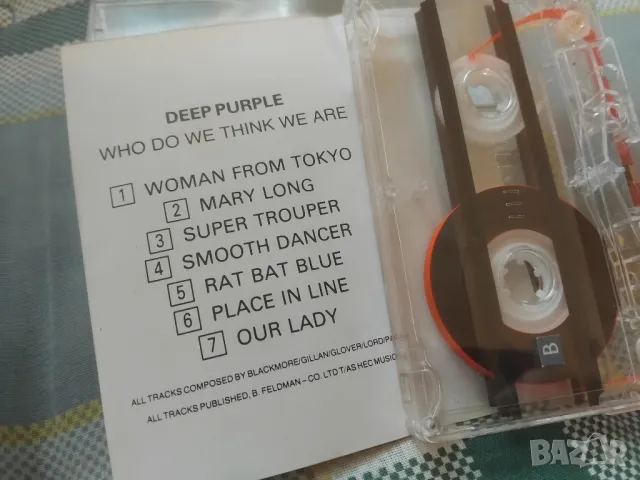 DEEP PURPLE
WHO DO WE THINK WE ARE
1 WOMAN FROM TOKYO
2 MARY LONG
3 SUPER TROUPER
4 SMOOTH DANCER
5 RAT BAT BLUE
6 PLACE IN LINE
7 OUR LADY
ALL TRACKS COMPOSED BY BLACKMORE/GILLAN/GLOVER/LORD/
ALL TRACKS PUBLISHED, B. FELDMAN – CO. LTD T/AS HEC MUSIC
B
BAZAR